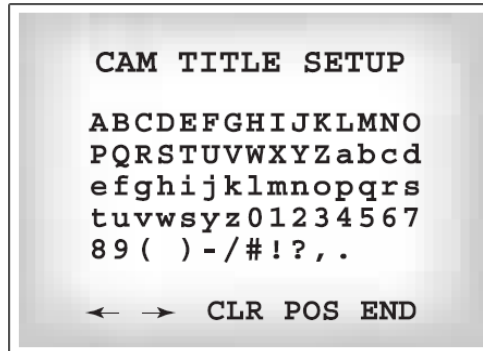 CAM TITLE SETUP
ABCDEFGHIJKLMNO
PQRSTUVWXYZabcd
efghijklmnopqrs
tuvwsyz01234567
89( )-/#!?,.
← → CLR POS END